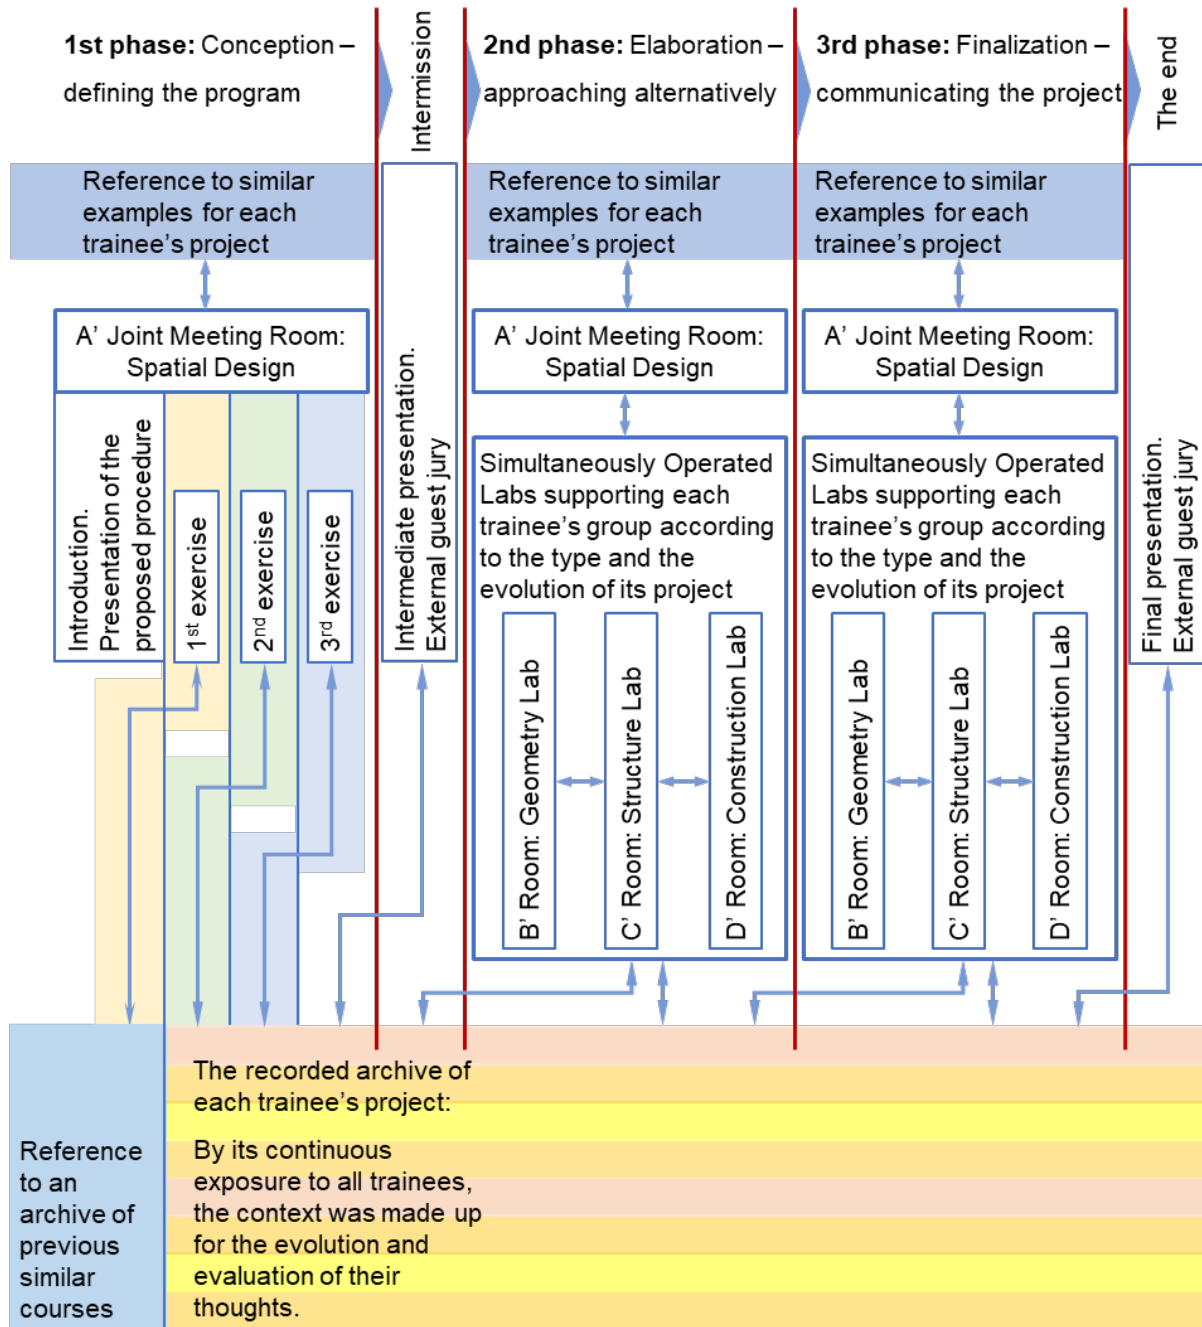 1st phase: Conception –
defining the program
Intermission
2nd phase: Elaboration –
approaching alternatively
3rd phase: Finalization –
communicating the project
The end
Reference to similar
examples for each
trainee's project
Reference to similar
examples for each
trainee's project
Reference to similar
examples for each
trainee's project
A' Joint Meeting Room:
Spatial Design
A' Joint Meeting Room:
Spatial Design
A' Joint Meeting Room:
Spatial Design
Introduction.
Presentation of the
proposed procedure
1st exercise
2nd exercise
3rd exercise
Intermediate presentation.
External guest jury
Simultaneously Operated
Labs supporting each
trainee's group according
to the type and the
evolution of its project
B' Room: Geometry Lab
C' Room: Structure Lab
D' Room: Construction Lab
Simultaneously Operated
Labs supporting each
trainee's group according
to the type and the
evolution of its project
B' Room: Geometry Lab
C' Room: Structure Lab
D' Room: Construction Lab
Final presentation.
External guest jury
Reference
to an
archive of
previous
similar
courses
The recorded archive of
each trainee's project:
By its continuous
exposure to all trainees,
the context was made up
for the evolution and
evaluation of their
thoughts.